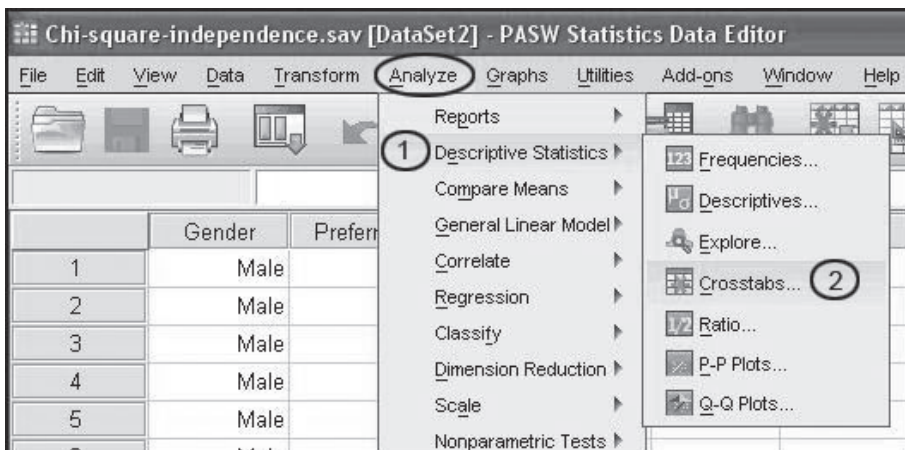 Chi-square-independence.sav [DataSet2] - PASW Statistics Data Editor
File Edit View Data Transform Analyze Graphs Utilities Add-ons Window Help
Reports
1 Descriptive Statistics
Compare Means
General Linear Model
Correlate
Regression
Classify
Dimension Reduction
Scale
Nonparametric Tests
123 Frequencies...
Descriptives...
Explore...
Crosstabs... 2
1/2 Ratio...
P-P Plots...
Q-Q Plots...
Gender
1 Male
2 Male
3 Male
4 Male
5 Male